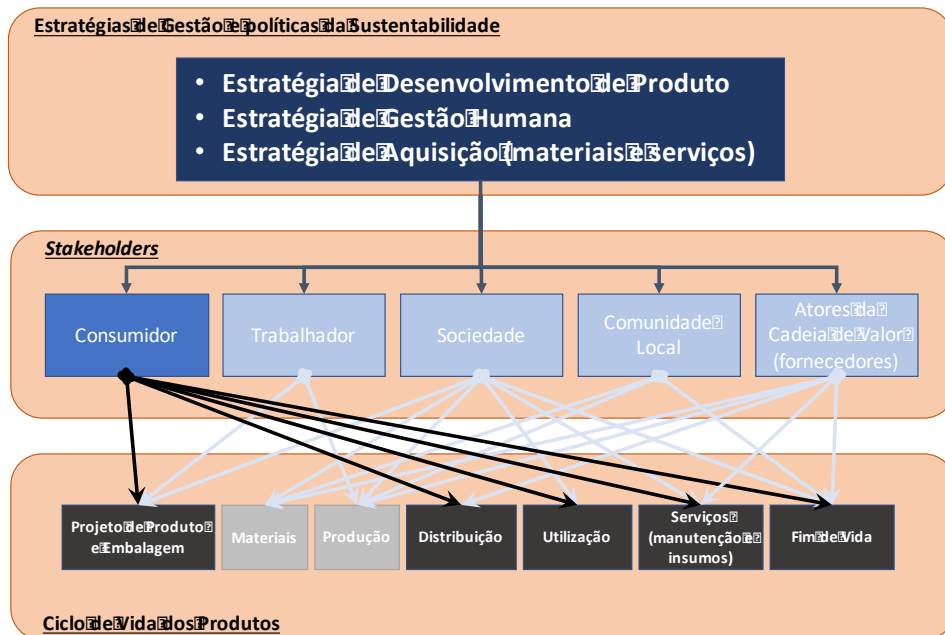 Estratégias de Gestão e políticas da Sustentabilidade
• Estratégia de Desenvolvimento de Produto
• Estratégia de Gestão Humana
• Estratégia de Aquisição (materiais e serviços)
Stakeholders
Consumidor
Trabalhador
Sociedade
Comunidade
Local
Atores da
Cadeia de Valor
(fornecedores)
Projeto de Produto
e Embalagem
Materiais
Produção
Distribuição
Utilização
Serviços
(manutenção e
insumos)
Fim de Vida
Ciclo de Vida dos Produtos